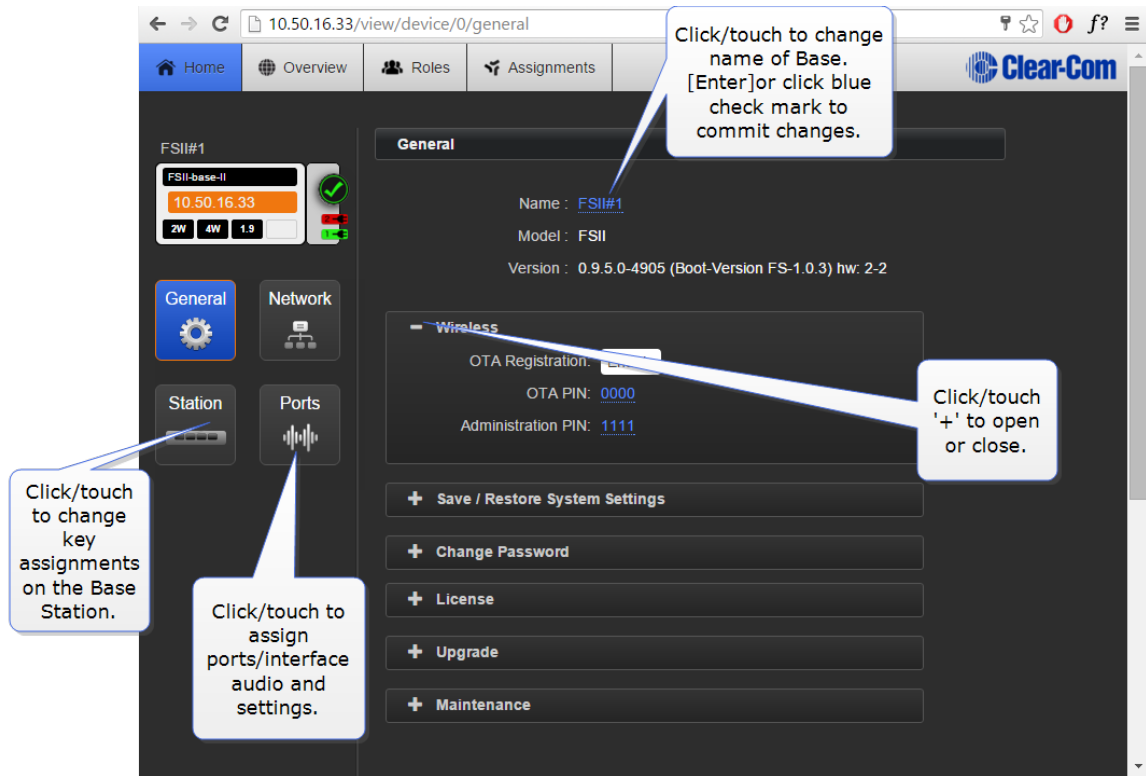 10.50.16.33/view/device/0/general
f?
Home
Overview
Roles
Assignments
Clear-Com
Click/touch to change
name of Base.
[Enter]or click blue
check mark to
commit changes.
FSII#1
FSII-base-II
10.50.16.33
2W 4W 1.9
2
1
General
Network
Station
Ports
General
Name : FSII#1
Model : FSII
Version : 0.9.5.0-4905 (Boot-Version FS-1.0.3) hw: 2-2
Wireless
OTA Registration:
OTA PIN: 0000
Administration PIN: 1111
Save / Restore System Settings
Change Password
License
Upgrade
Maintenance
Click/touch
'+' to open
or close.
Click/touch
to change
key
assignments
on the Base
Station.
Click/touch to
assign
ports/interface
audio and
settings.